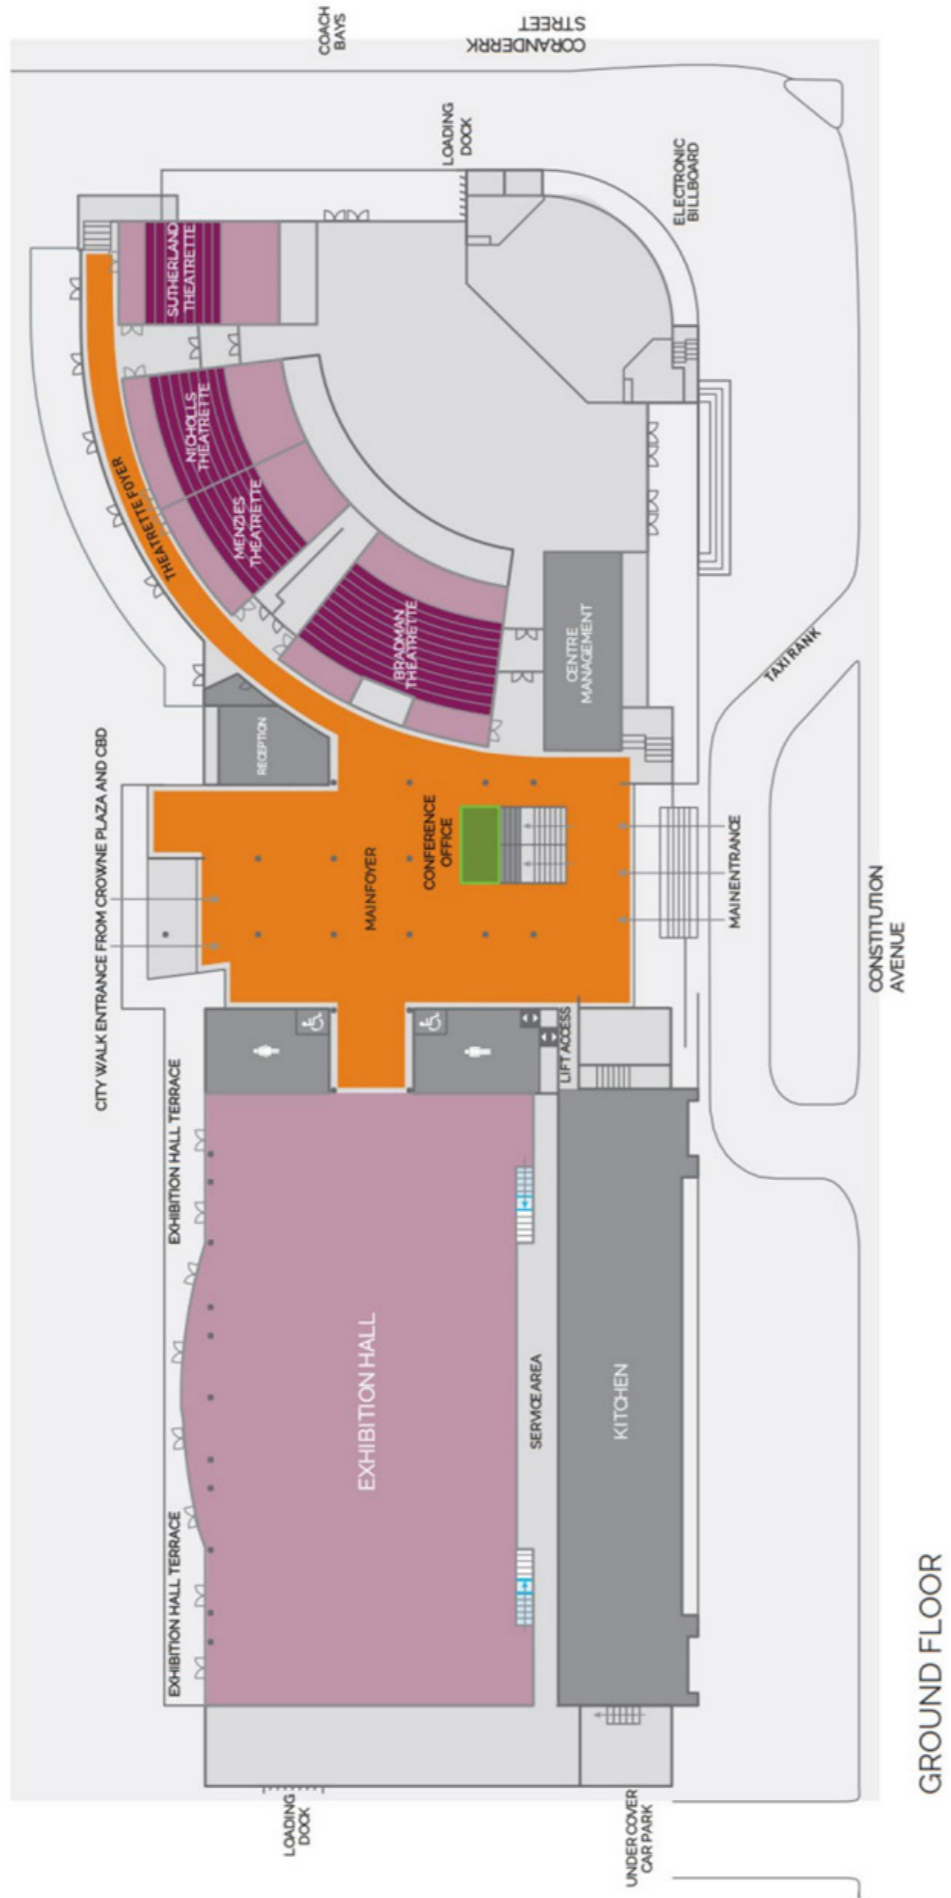 COACH
BAYS
CORANDERRK
STREET
LOADING
DOCK
ELECTRONIC
BILLBOARD
SUTHERLAND
THEATRETTE
NICHOLLS
THEATRETTE
MENZIES
THEATRETTE
THEATRETTE FOYER
BRADMAN
THEATRETTE
CENTRE
MANAGEMENT
TAXI RANK
RECEPTION
CITY WALK ENTRANCE FROM CROWNE PLAZA AND CBD
MAIN FOYER
CONFERENCE
OFFICE
MAIN ENTRANCE
CONSTITUTION
AVENUE
LIFT ACCESS
EXHIBITION HALL TERRACE
EXHIBITION HALL
SERVICE AREA
KITCHEN
EXHIBITION HALL TERRACE
LOADING
DOCK
UNDER COVER
CAR PARK
GROUND FLOOR